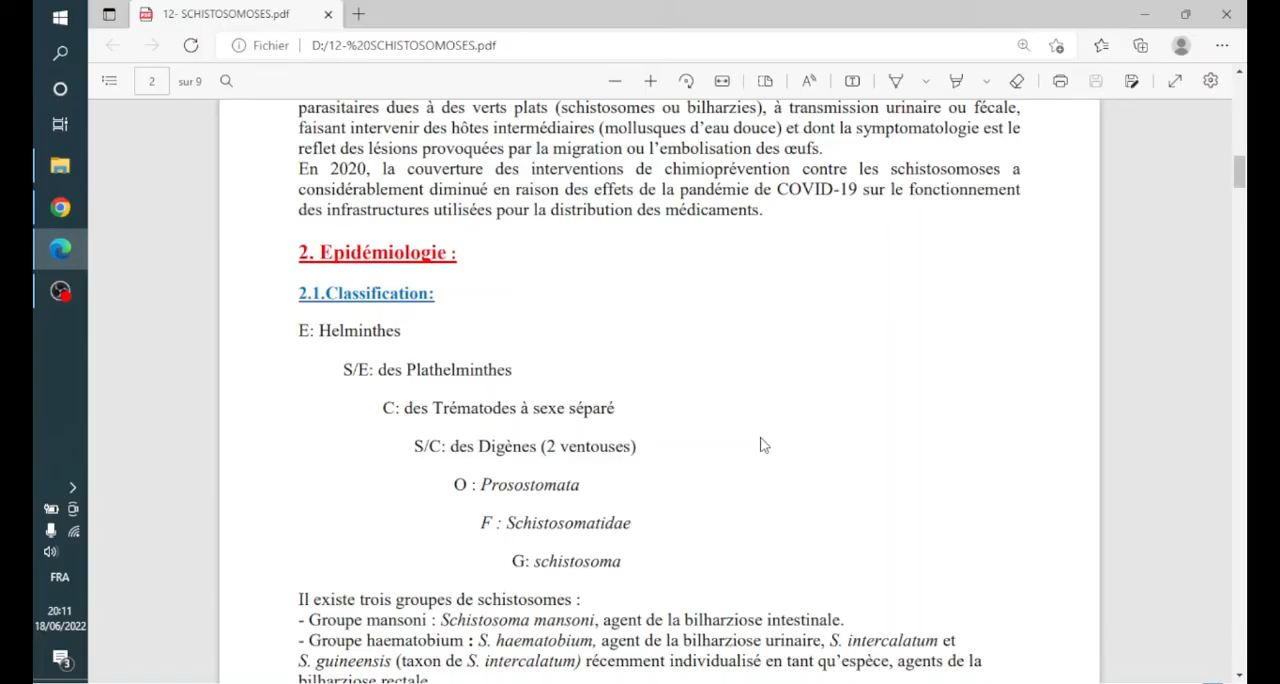 12- SCHISTOSOMOSES.pdf
Fichier
D:/12-%20SCHISTOSOMOSES.pdf
2
sur 9
parasitaires dues à des verts plats (schistosomes ou bilharzies), à transmission urinaire ou fécale,
faisant intervenir des hôtes intermédiaires (mollusques d'eau douce) et dont la symptomatologie est le
reflet des lésions provoquées par la migration ou l'embolisation des œufs.
En 2020, la couverture des interventions de chimioprévention contre les schistosomoses a
considérablement diminué en raison des effets de la pandémie de COVID-19 sur le fonctionnement
des infrastructures utilisées pour la distribution des médicaments.
2. Epidémiologie :
2.1.Classification:
E: Helminthes
S/E: des Plathelminthes
C: des Trématodes à sexe séparé
S/C: des Digènes (2 ventouses)
O : Prosostomata
F : Schistosomatidae
G: schistosoma
Il existe trois groupes de schistosomes :
- Groupe mansoni : Schistosoma mansoni, agent de la bilharziose intestinale.
- Groupe haematobium : S. haematobium, agent de la bilharziose urinaire, S. intercalatum et
S. guineensis (taxon de S. intercalatum) récemment individualisé en tant qu'espèce, agents de la
bilharziose rectale.
FRA
20:11
18/06/2022
3